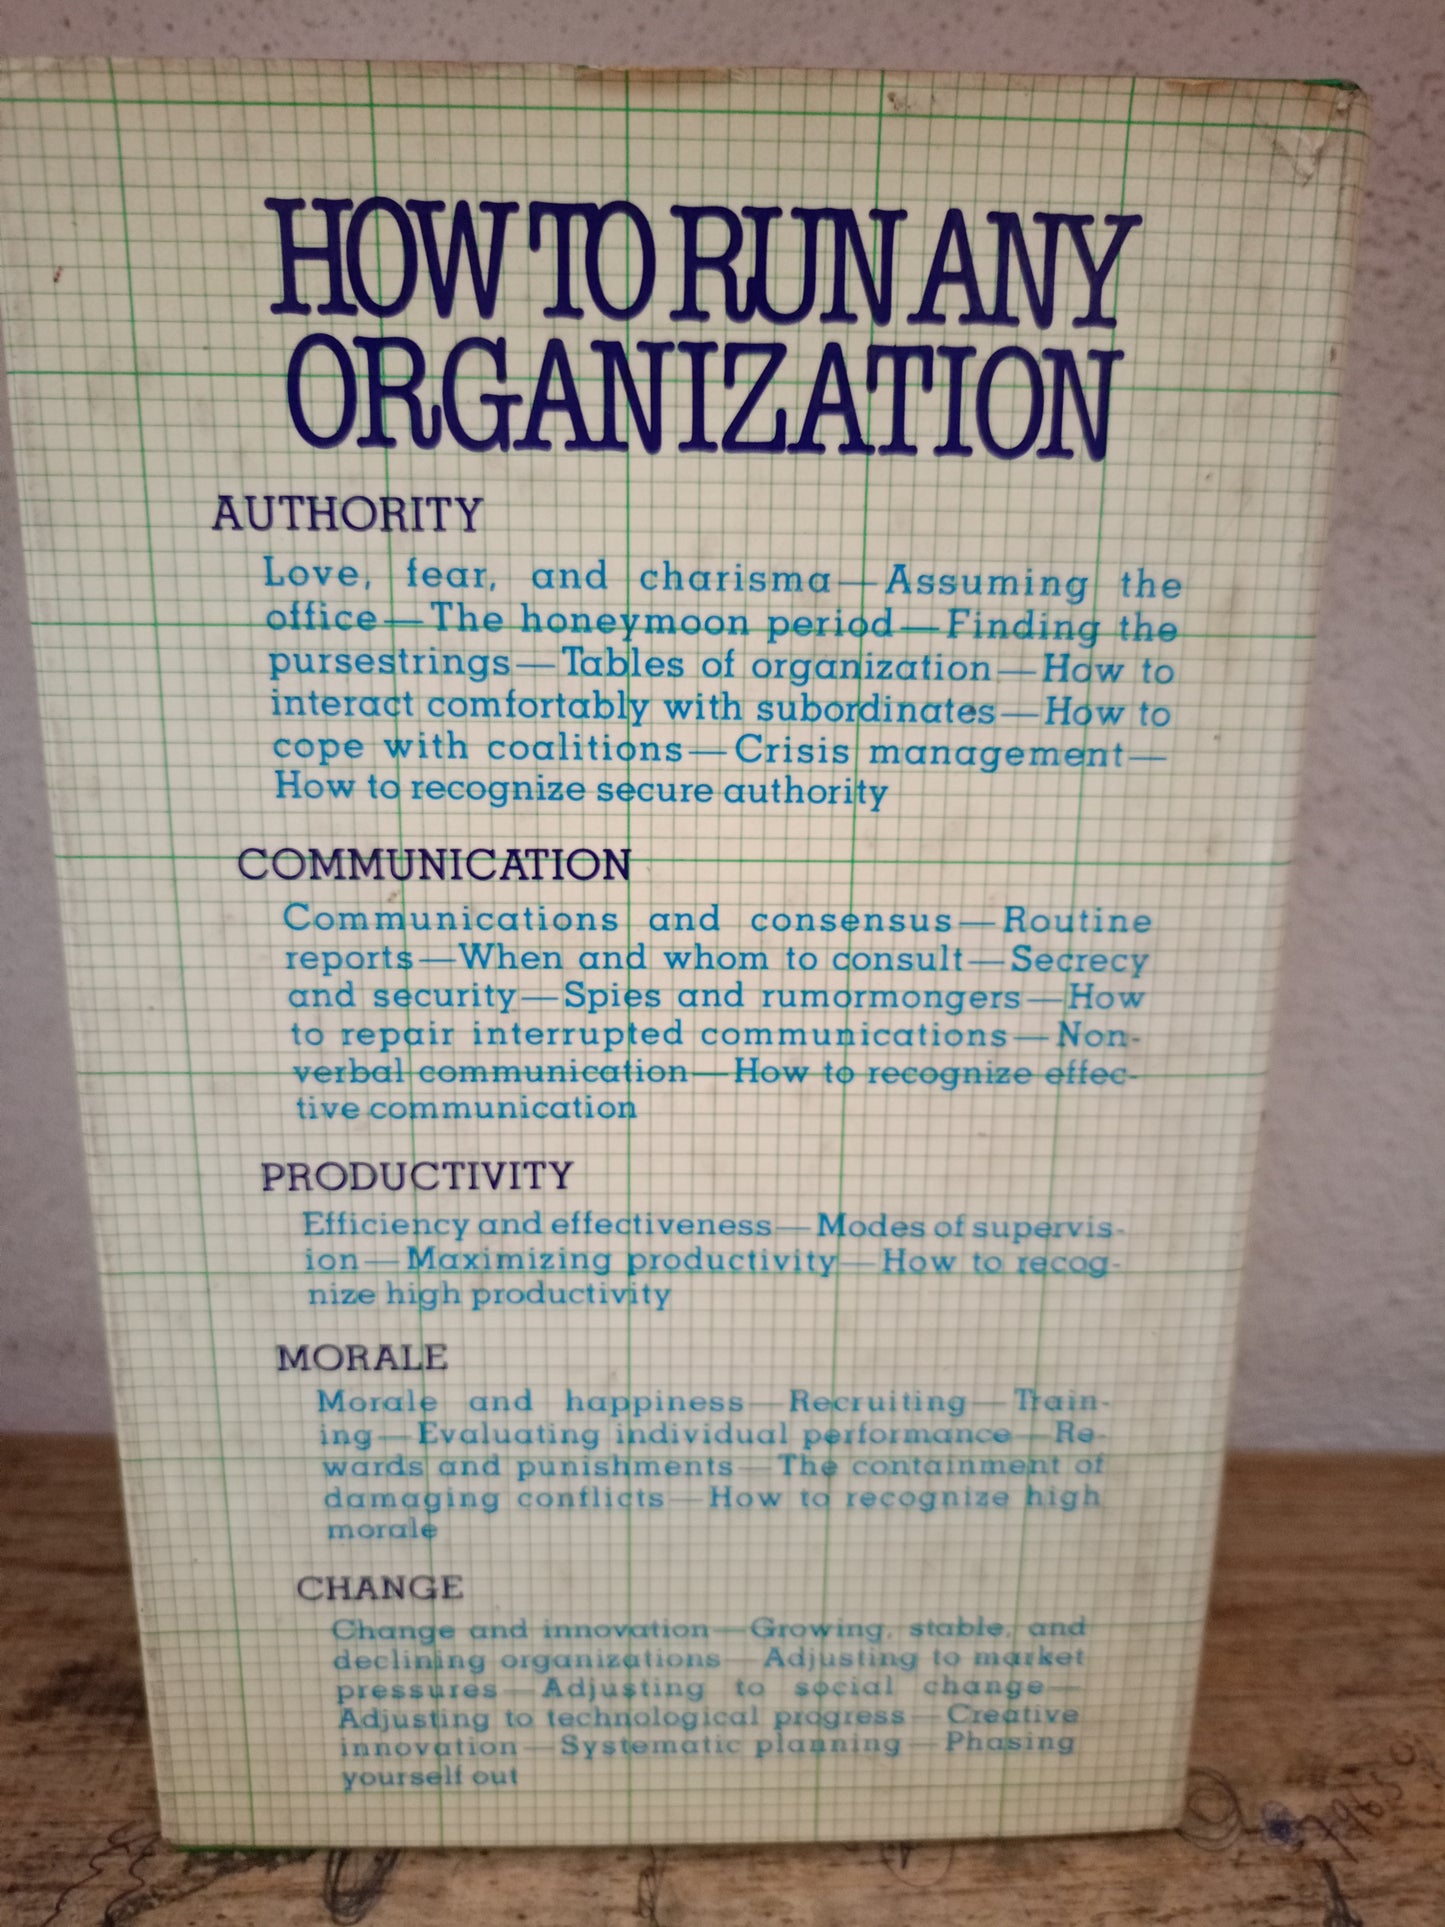 HOW TO RUN ANY
ORGANIZATION
AUTHORITY
Love, fear, and charisma—Assuming the
office—The honeymoon period—Finding the
pursestrings—Tables of organization—How to
interact comfortably with subordinates—How to
cope with coalitions—Crisis management—
How to recognize secure authority
COMMUNICATION
Communications and consensus—Routine
reports—When and whom to consult—Secrecy
and security—Spies and rumormongers—How
to repair interrupted communications—Non-
verbal communication—How to recognize effec-
tive communication
PRODUCTIVITY
Efficiency and effectiveness—Modes of supervis-
ion—Maximizing productivity—How to recog-
nize high productivity
MORALE
Morale and happiness—Recruiting—Train-
ing—Evaluating individual performance—Re-
wards and punishments—The containment of
damaging conflicts—How to recognize high
morale
CHANGE
Change and innovation—Growing, stable, and
declining organizations—Adjusting to market
pressures—Adjusting to social change—
Adjusting to technological progress—Creative
innovation—Systematic planning—Phasing
yourself out